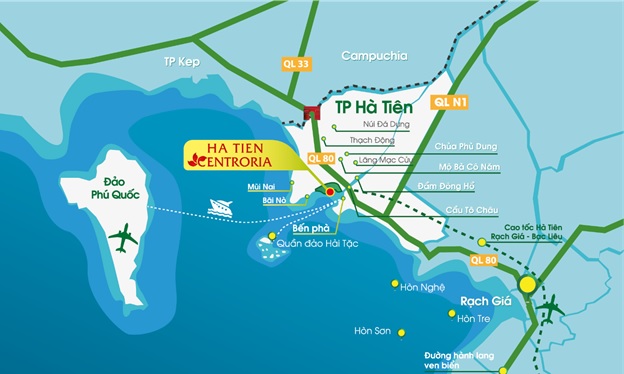 Campuchia
TP Kep
QL 33
TP Hà Tiên
QL N1
Núi Đá Dựng
Thạch Động
Chùa Phù Dung
Lăng Mạc Cửu
Mộ Bà Cô Năm
Đầm Đông Hồ
Cầu Tô Châu
HA TIEN
CENTRORIA
QL 80
Đảo
Phú Quốc
Mũi Nai
Bãi Nò
Bến phà
Quần đảo Hải Tặc
Cao tốc Hà Tiên
Rạch Giá - Bạc Liêu
QL 80
Hòn Nghệ
Rạch Giá
Hòn Tre
Hòn Sơn
Đường hành lang
ven biển